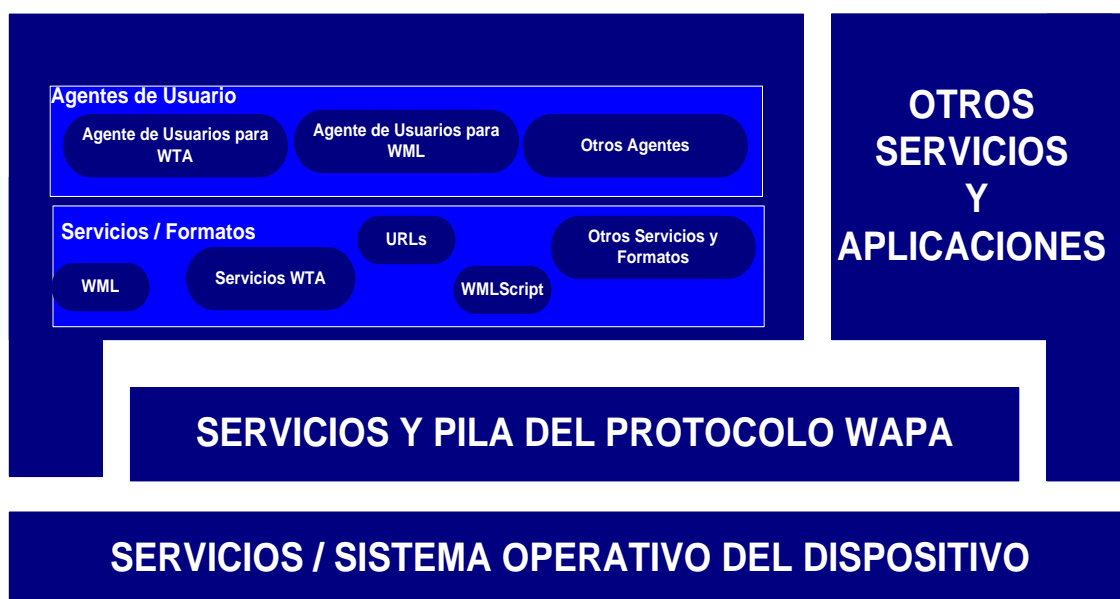 Agentes de Usuario
Agente de Usuarios para
WTA
Agente de Usuarios para
WML
Otros Agentes
Servicios / Formatos
WML
Servicios WTA
URLs
WMLScript
Otros Servicios y
Formatos
OTROS
SERVICIOS
Y
APLICACIONES
SERVICIOS Y PILA DEL PROTOCOLO WAPA
SERVICIOS / SISTEMA OPERATIVO DEL DISPOSITIVO